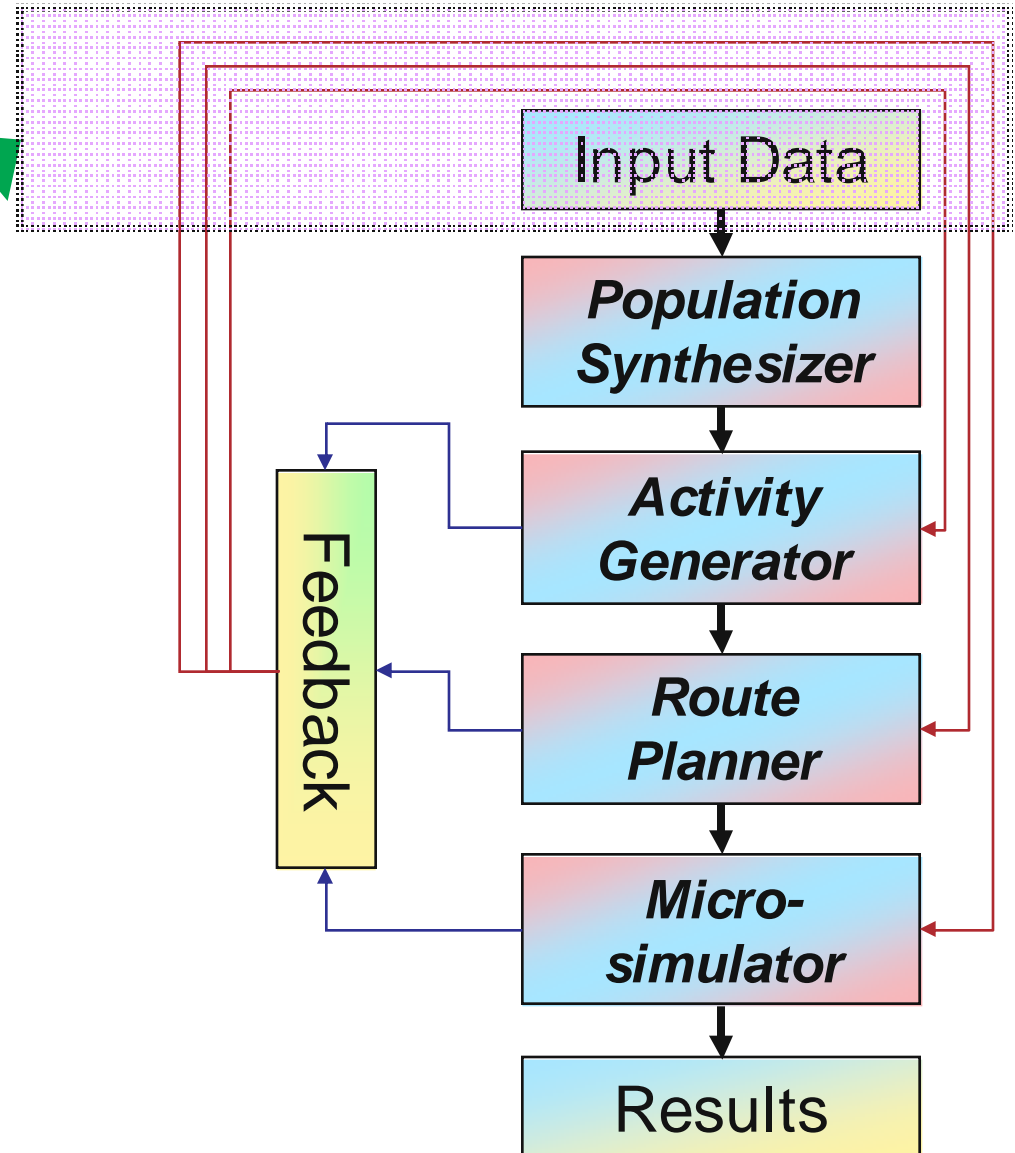 Input Data
Population
Synthesizer
Activity
Generator
Feedback
Route
Planner
Micro-
simulator
Results